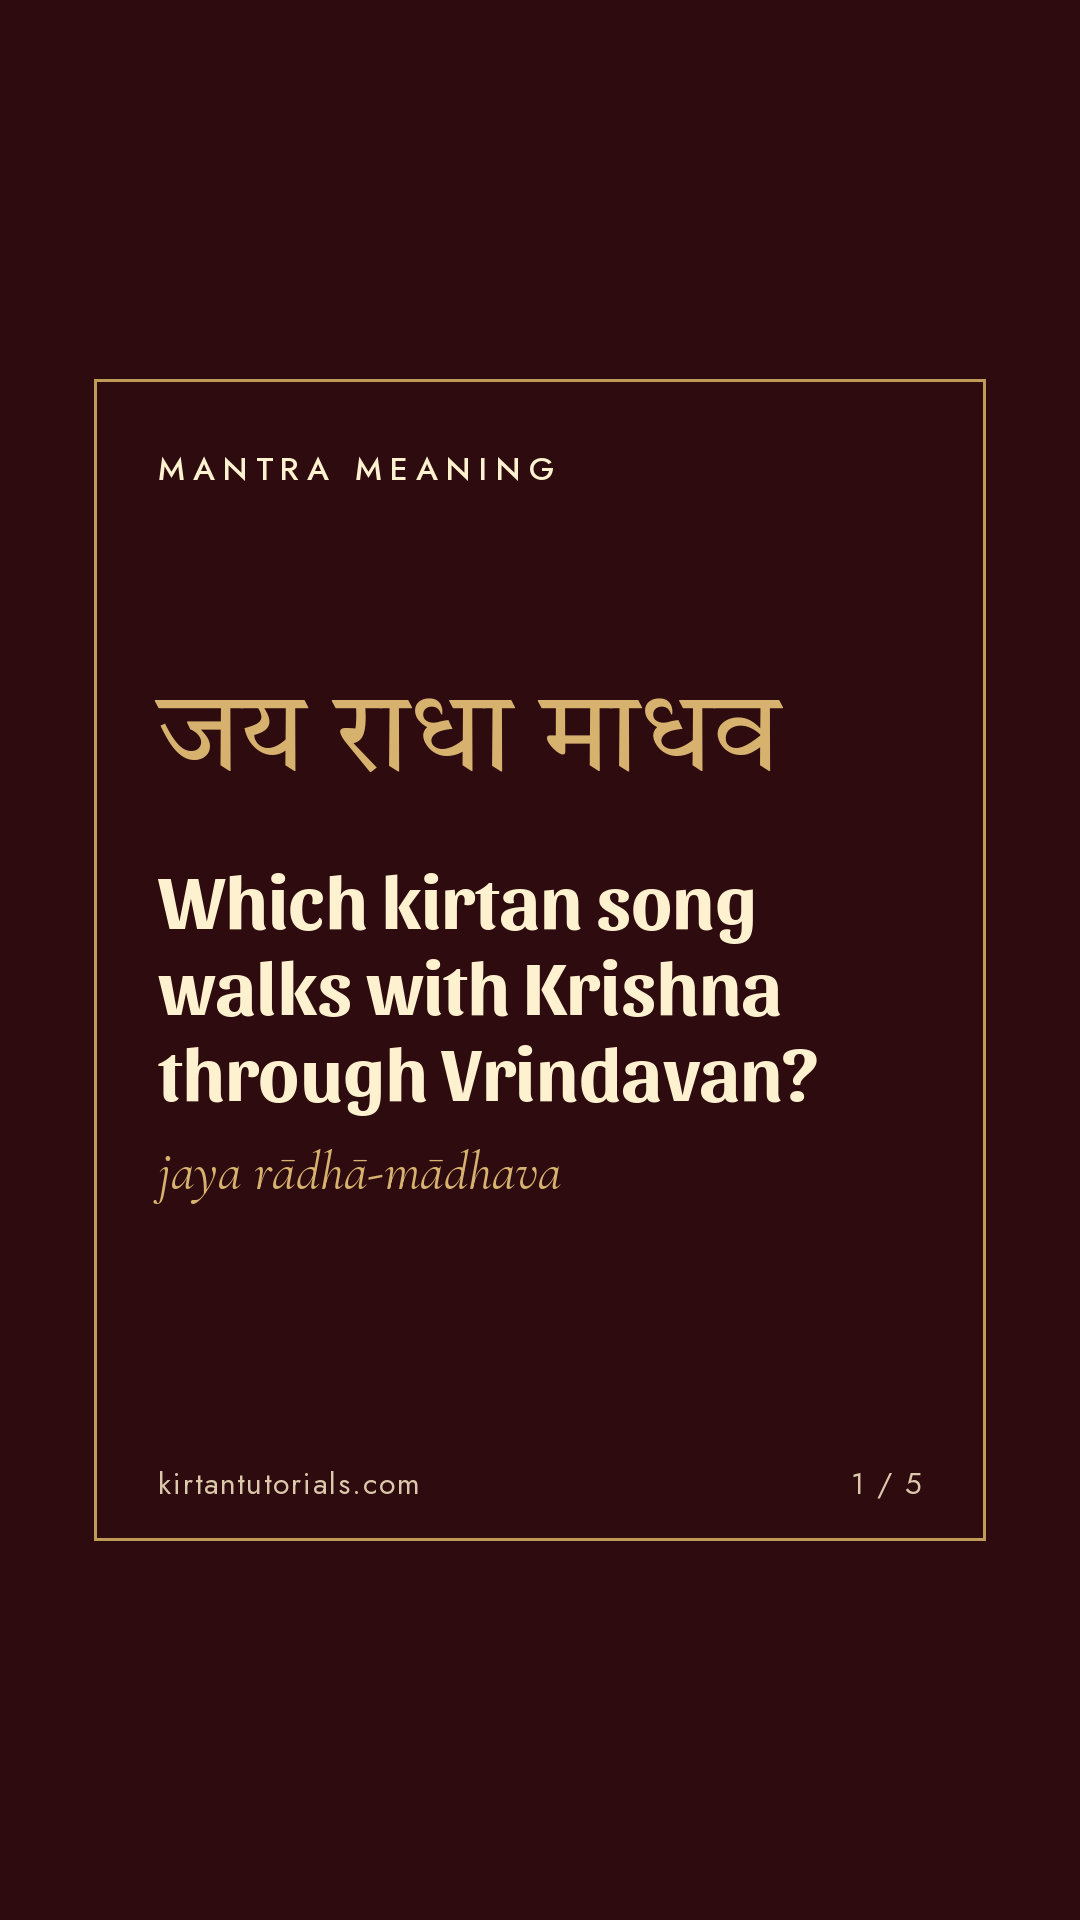 MANTRA MEANING
जय राधा माधव
Which kirtan song
walks with Krishna
through Vrindavan?
jaya rādhā-mādhava
kirtantutorials.com
1 / 5